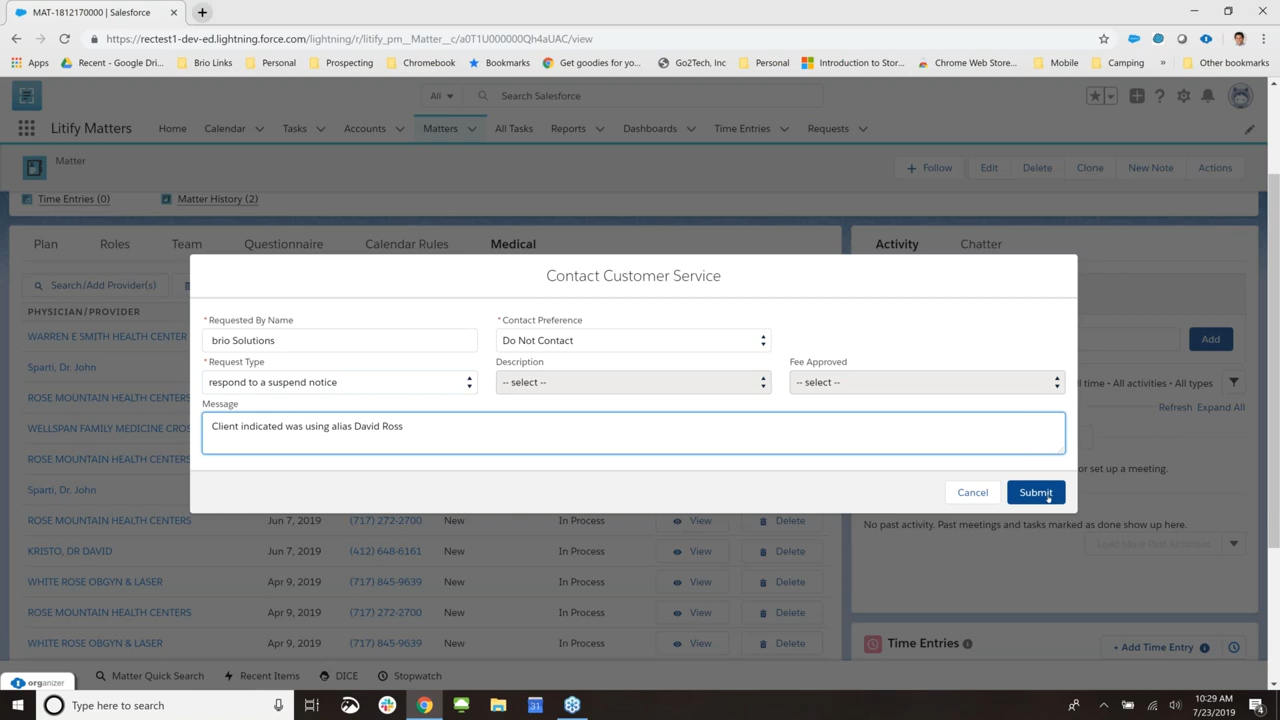 MAT-1812170000 | Salesforce
https://rectest1-dev-ed.lightning.force.com/lightning/r/litify_pm__Matter__c/a0T1U000000Qh4aUAC/view
Apps Recent - Google Dri... Brio Links Personal Prospecting Chromebook Bookmarks Get goodies for yo... Go2Tech, Inc Personal Introduction to Stor... Chrome Web Store... Mobile Camping » Other bookmarks
All Search Salesforce
Litify Matters Home Calendar Tasks Accounts Matters All Tasks Reports Dashboards Time Entries Requests
Matter
+ Follow Edit Delete Clone New Note Actions
Time Entries (0) Matter History (2)
Plan Roles Team Questionnaire Calendar Rules Medical Activity Chatter
Contact Customer Service
Search/Add Provider(s)
PHYSICIAN/PROVIDER
* Requested By Name * Contact Preference
WARREN E SMITH HEALTH CENTER brio Solutions Do Not Contact Add
* Request Type Description Fee Approved
Sparti, Dr. John
respond to a suspend notice -- select -- -- select -- All time • All activities • All types
ROSE MOUNTAIN HEALTH CENTERS
Message
Refresh Expand All
WELLSPAN FAMILY MEDICINE CROS Client indicated was using alias David Ross
ROSE MOUNTAIN HEALTH CENTERS or set up a meeting.
Sparti, Dr. John Cancel Submit
ROSE MOUNTAIN HEALTH CENTERS Jun 7, 2019 (717) 272-2700 New In Process View Delete
No past activity. Past meetings and tasks marked as done show up here.
Load More Past Activities
KRISTO, DR DAVID Jun 7, 2019 (412) 648-6161 New In Process View Delete
WHITE ROSE OBGYN & LASER Apr 9, 2019 (717) 845-9639 New In Process View Delete
ROSE MOUNTAIN HEALTH CENTERS Apr 9, 2019 (717) 272-2700 New In Process View Delete
WHITE ROSE OBGYN & LASER Apr 9, 2019 (717) 845-9639 New In Process View Delete
Time Entries + Add Time Entry
organizer Matter Quick Search Recent Items DICE Stopwatch
Type here to search
31
10:29 AM
7/23/2019
4